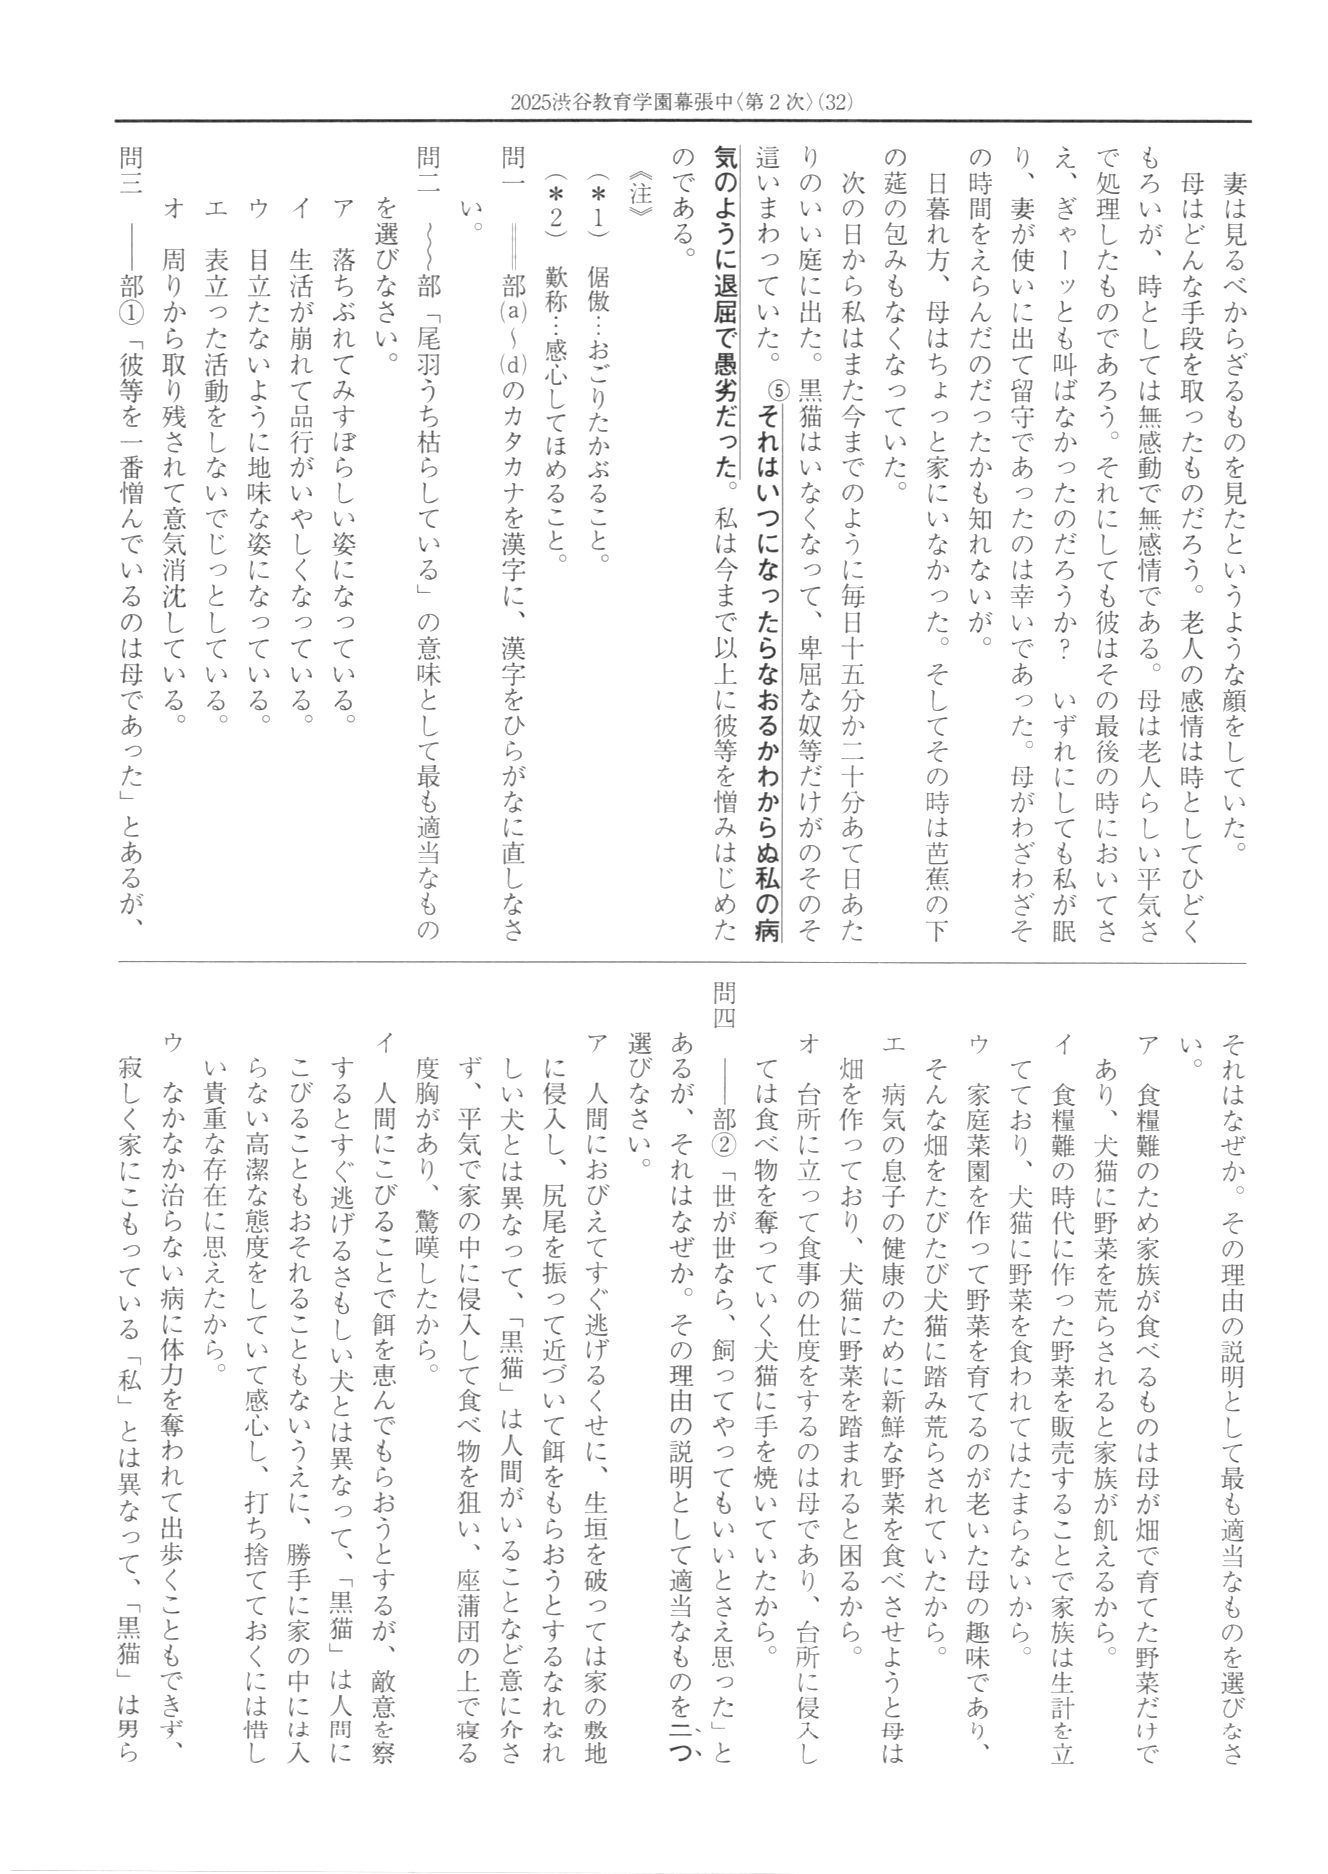 2025渋谷教育学園幕張中〈第2次〉(32)
妻は見るべからざるものを見たというような顔をしていた。
母はどんな手段を取ったものだろう。老人の感情は時としてひどく
もろいが、時としては無感動で無感情である。母は老人らしい平気さ
で処理したものであろう。それにしても彼はその最後の時においてさ
え、ぎゃーッとも叫ばなかったのだろうか？　いずれにしても私が眠
り、妻が使いに出て留守であったのは幸いであった。母がわざわざそ
の時間をえらんだのだったかも知れないが。
日暮れ方、母はちょっと家にいなかった。そしてその時は芭蕉の下
の莚の包みもなくなっていた。
次の日から私はまた今までのように毎日十五分か二十分あて日あた
りのいい庭に出た。黒猫はいなくなって、卑屈な奴等だけがのそのそ
這いまわっていた。⑤それはいつになったらなおるかわからぬ私の病
気のように退屈で愚劣だった。私は今まで以上に彼等を憎みはじめた
のである。
《注》
(＊1)　倨傲…おごりたかぶること。
(＊2)　歎称…感心してほめること。
問一　＝＝部(a)～(d)のカタカナを漢字に、漢字をひらがなに直しなさ
い。
問二　〜〜部「尾羽うち枯らしている」の意味として最も適当なもの
を選びなさい。
ア　落ちぶれてみすぼらしい姿になっている。
イ　生活が崩れて品行がいやしくなっている。
ウ　目立たないように地味な姿になっている。
エ　表立った活動をしないでじっとしている。
オ　周りから取り残されて意気消沈している。
問三　――部①「彼等を一番憎んでいるのは母であった」とあるが、
それはなぜか。その理由の説明として最も適当なものを選びなさ
い。
ア　食糧難のため家族が食べるものは母が畑で育てた野菜だけで
あり、犬猫に野菜を荒らされると家族が飢えるから。
イ　食糧難の時代に作った野菜を販売することで家族は生計を立
てており、犬猫に野菜を食われてはたまらないから。
ウ　家庭菜園を作って野菜を育てるのが老いた母の趣味であり、
そんな畑をたびたび犬猫に踏み荒らされていたから。
エ　病気の息子の健康のために新鮮な野菜を食べさせようと母は
畑を作っており、犬猫に野菜を踏まれると困るから。
オ　台所に立って食事の仕度をするのは母であり、台所に侵入し
ては食べ物を奪っていく犬猫に手を焼いていたから。
問四　――部②「世が世なら、飼ってやってもいいとさえ思った」と
あるが、それはなぜか。その理由の説明として適当なものを二つ、
選びなさい。
ア　人間におびえてすぐ逃げるくせに、生垣を破っては家の敷地
に侵入し、尻尾を振って近づいて餌をもらおうとするなれなれ
しい犬とは異なって、「黒猫」は人間がいることなど意に介さ
ず、平気で家の中に侵入して食べ物を狙い、座蒲団の上で寝る
度胸があり、驚嘆したから。
イ　人間にこびることで餌を恵んでもらおうとするが、敵意を察
するとすぐ逃げるさもしい犬とは異なって、「黒猫」は人間に
こびることもおそれることもないうえに、勝手に家の中には入
らない高潔な態度をしていて感心し、打ち捨てておくには惜し
い貴重な存在に思えたから。
ウ　なかなか治らない病に体力を奪われて出歩くこともできず、
寂しく家にこもっている「私」とは異なって、「黒猫」は男ら